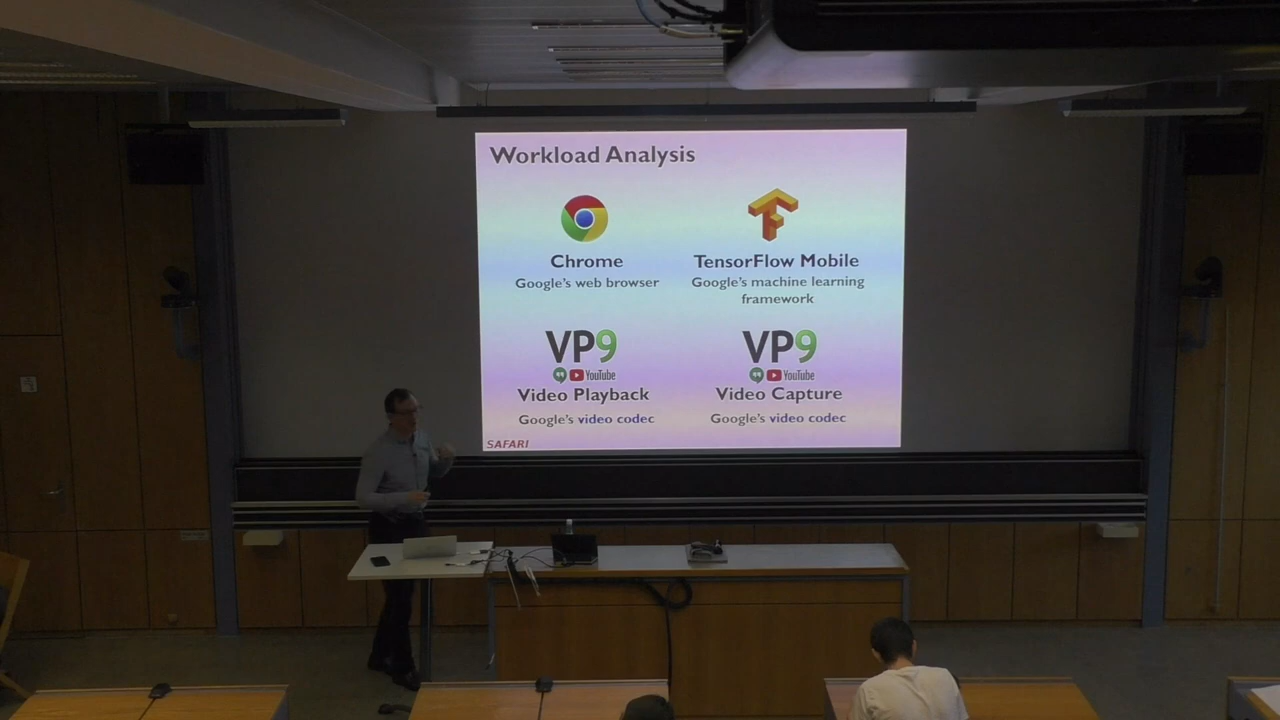 Workload Analysis
Chrome
Google's web browser
TensorFlow Mobile
Google's machine learning
framework
VP9
YouTube
Video Playback
Google's video codec
VP9
YouTube
Video Capture
Google's video codec
SAFARI